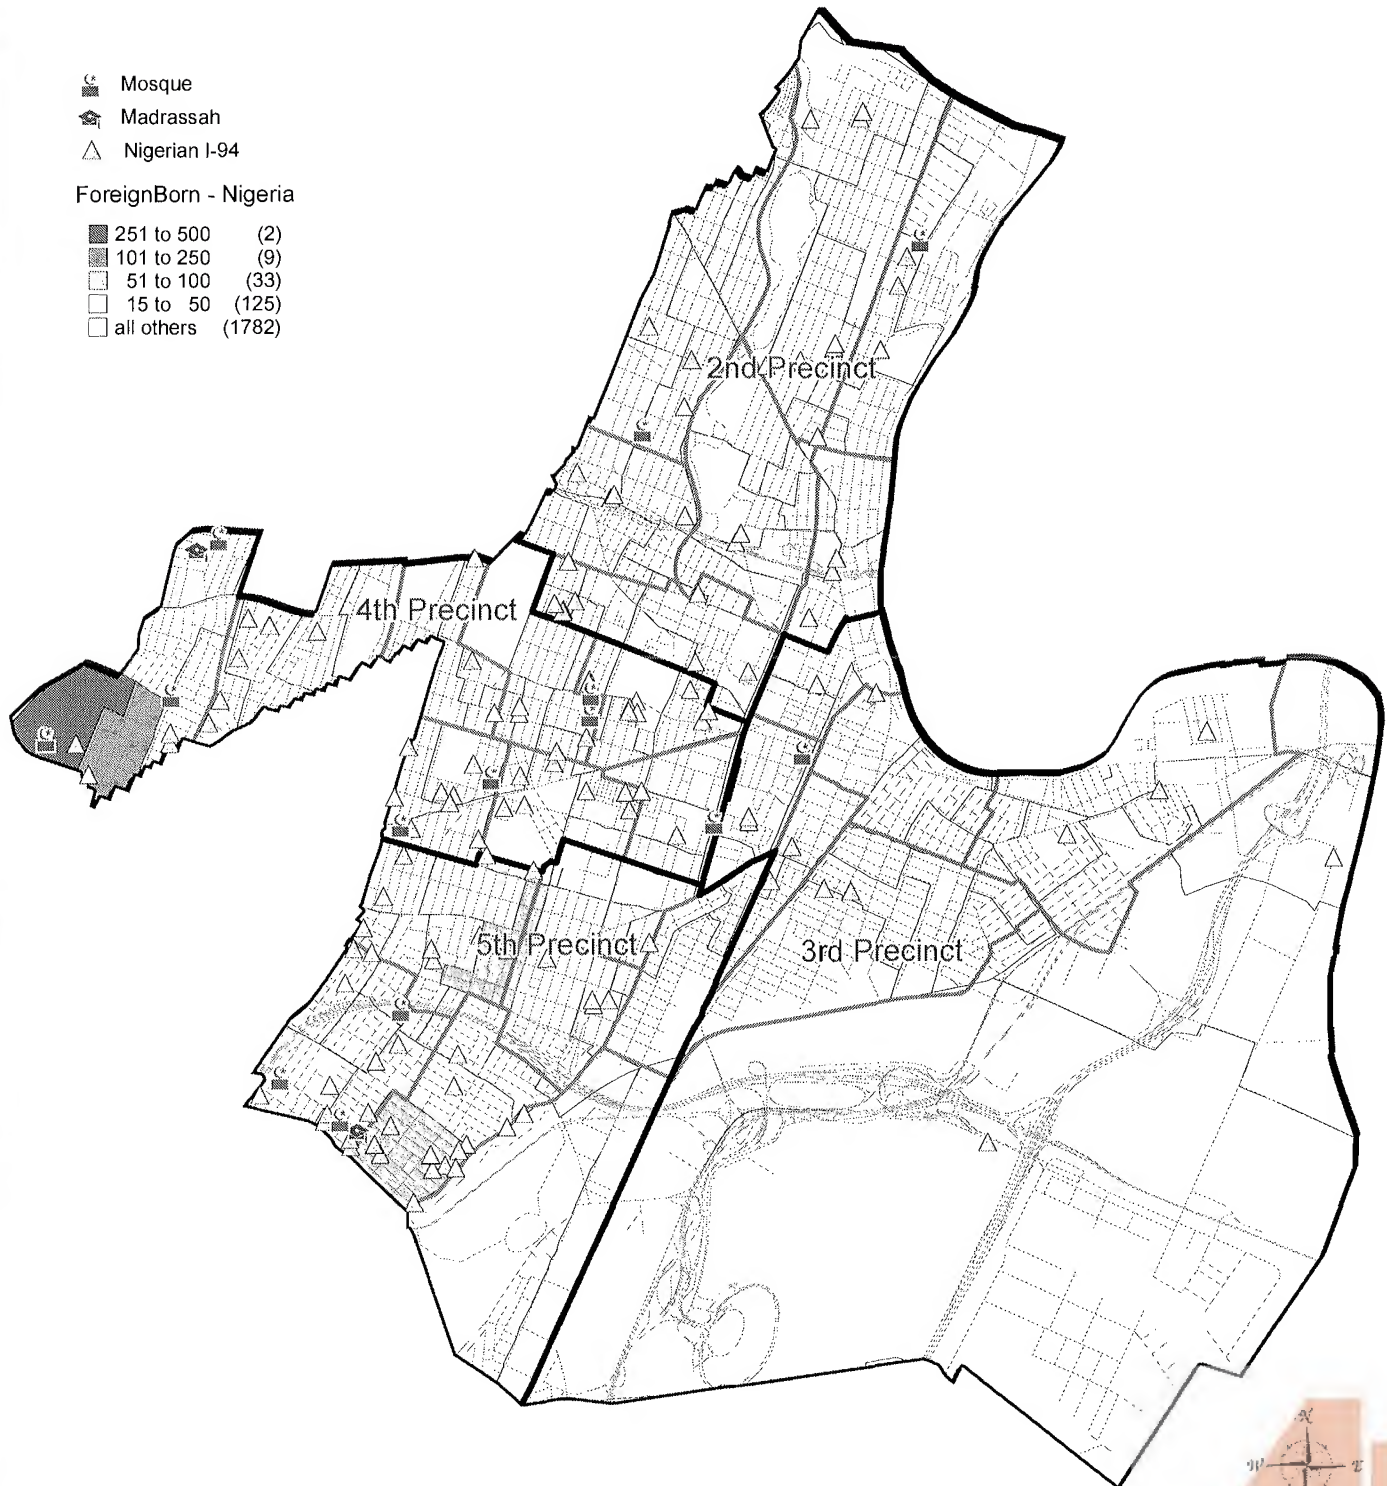 Mosque
Madrassah
Nigerian I-94
ForeignBorn - Nigeria
251 to 500 (2)
101 to 250 (9)
51 to 100 (33)
15 to 50 (125)
all others (1782)
2nd Precinct
4th Precinct
5th Precinct
3rd Precinct
N
W
E